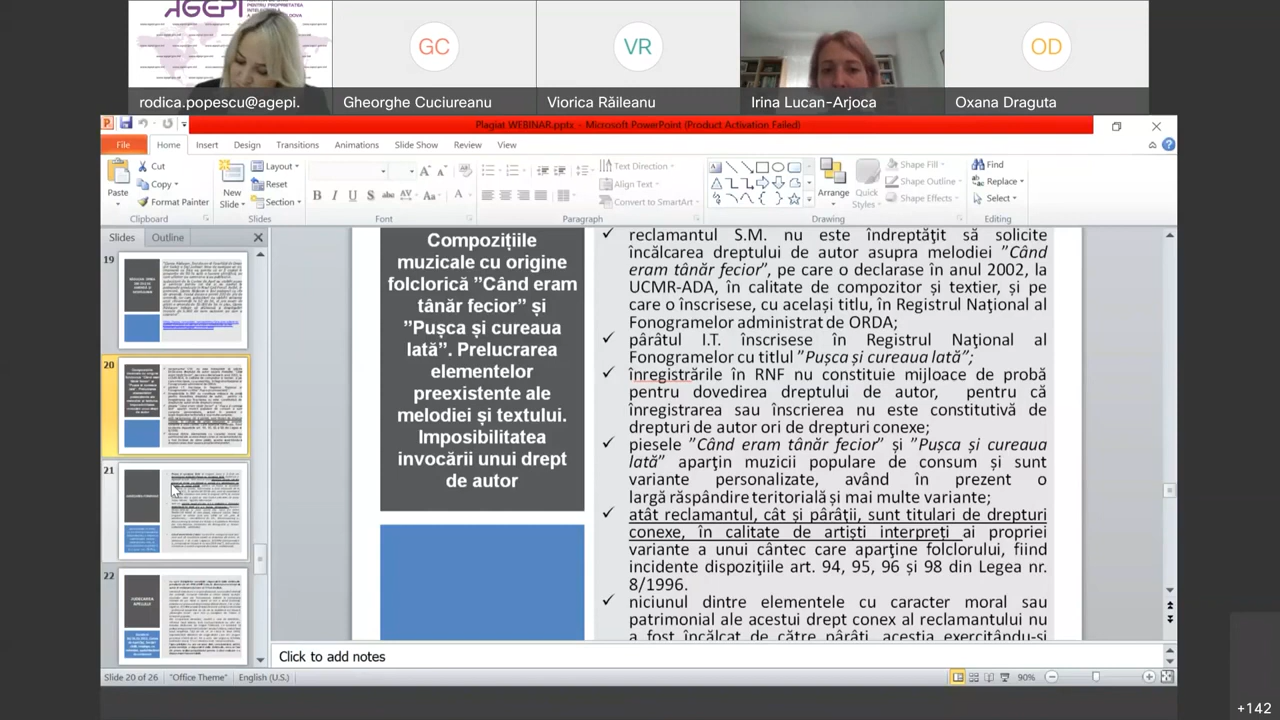 AGEPI
PENTRU PROPRIETATEA
GC
VR
OD
rodica.popescu@agepi.
Gheorghe Cuciureanu
Viorica Răileanu
Irina Lucan-Arjoca
Oxana Draguta
Plagiat WEBINAR.pptx - Microsoft PowerPoint (Product Activation Failed)
File Home Insert Design Transitions Animations Slide Show Review View
Cut
Copy
Format Painter
Paste
Clipboard
New
Slide
Layout
Reset
Section
Slides
Font
Text Direction
Align Text
Convert to SmartArt
Paragraph
Arrange
Quick
Styles
Shape Fill
Shape Outline
Shape Effects
Drawing
Find
Replace
Select
Editing
Slides Outline
19
20
21
22
Compozițiile
muzicale cu origine
folclorică ”Când eram
tânăr fecior” și
”Pușca și cureaua
lată”. Prelucrarea
elementelor
preexistente ale
melodiei și textului.
Imposibilitatea
invocării unui drept
de autor
reclamantul S.M. nu este îndreptățit să solicite
încălcarea dreptului de autor asupra melodiei ”Când
eram tânăr fecior”, pe care o declarase în anul 2002, la
UCMR-ADA, în calitate de compozitor și textier, și pe
care o înscrisese, cu același titlu, în Registrul Naţional al
Fonogramelor administrat de ORDA;
pârâtul I.T. înscrisese în Registrul Naţional al
Fonogramelor cu titlul ”Pușca și cureaua lată”;
înregistrările în RNF nu constituie mijloace de probă
pentru dovedirea dreptului de autor, pentru că
înregistrarea sau înscrierea nu este constitutivă de
drepturi de autor ori de drepturi conexe;
piesele ”Când eram tânăr fecior” și ”Pușca și cureaua
lată” aparțin muzicii populare de consum și sunt
variante personalizate, având în prezent o
largă răspândire teritorială și mai multe variante;
atât reclamantul, cât și pârâții, sunt titulari de drepturi
conexe, în calitate de artiști interpreți ai propriei
variante a unui cântec care aparţine folclorului, fiind
incidente dispoziţiile art. 94, 95, 96 și 98 din Legea nr.
8/1996
niciunul dintre elementele cu caracter moral sau
patrimonial ale acestui drept conex al reclamantului nu
Click to add notes
Slide 20 of 26 "Office Theme" English (U.S.) 90%
+142